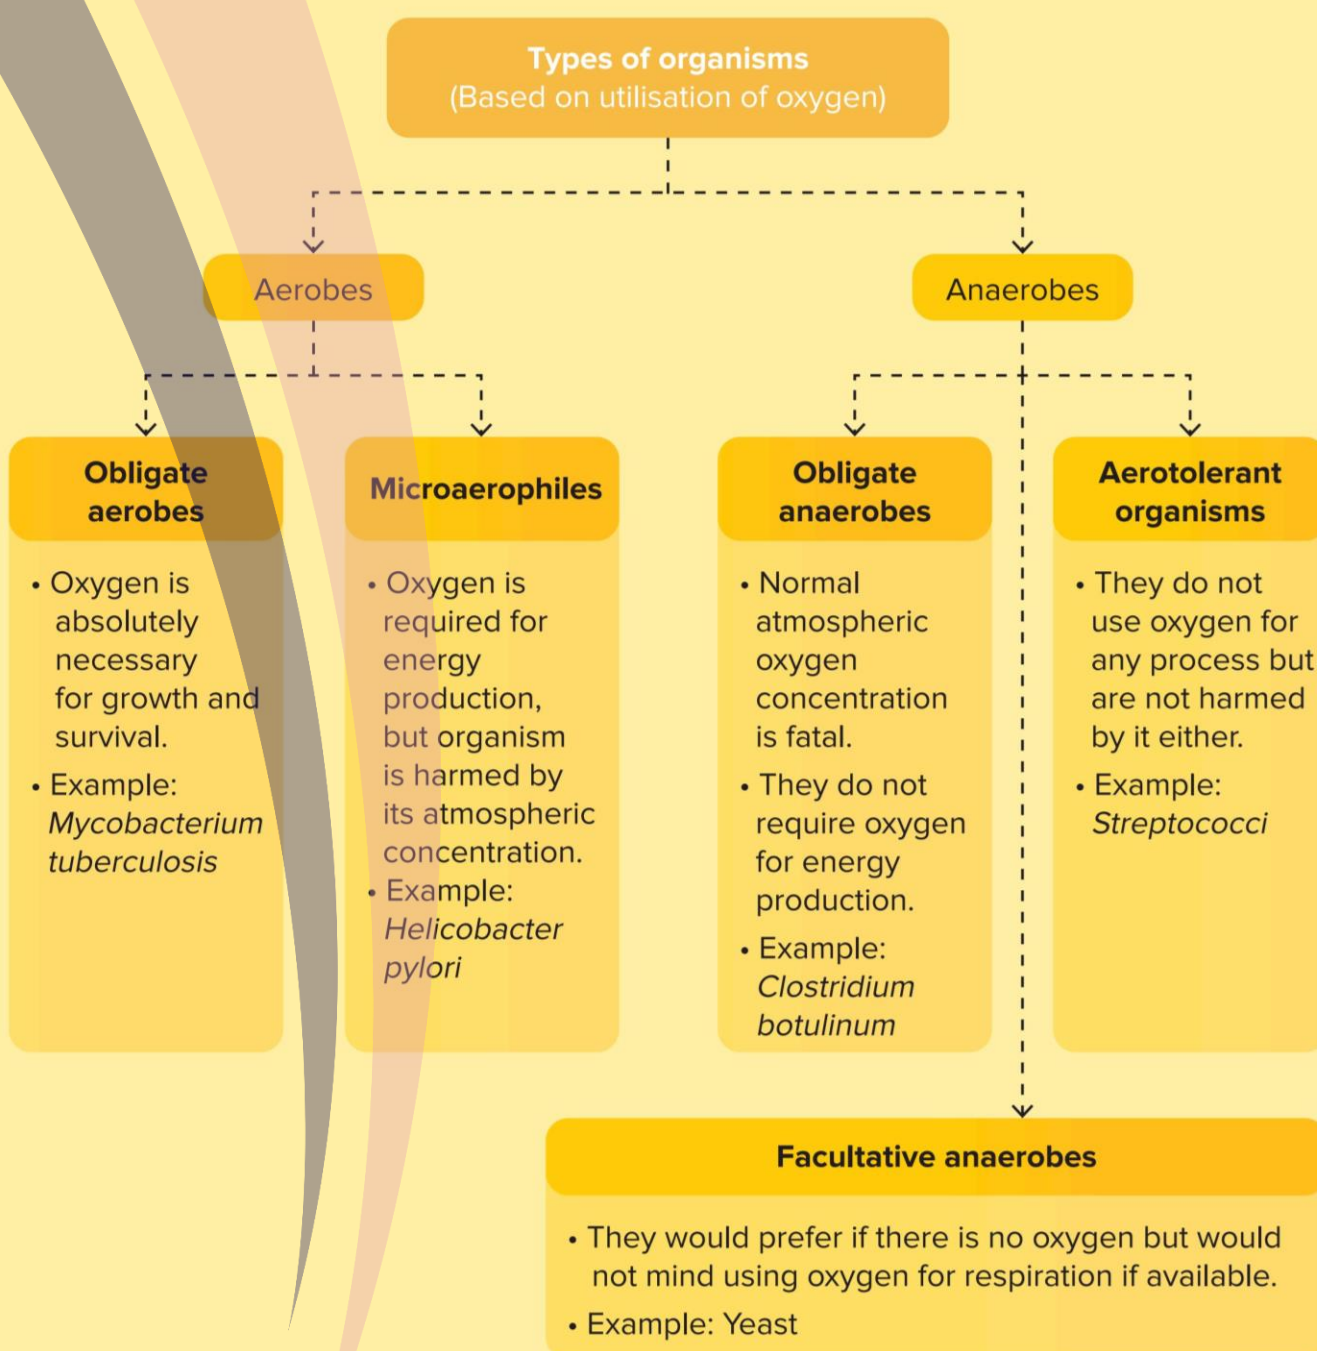 Types of organisms
(Based on utilisation of oxygen)
Aerobes
Anaerobes
Obligate
aerobes
• Oxygen is
absolutely
necessary
for growth and
survival.
• Example:
Mycobacterium
tuberculosis
Microaerophiles
• Oxygen is
required for
energy
production,
but organism
is harmed by
its atmospheric
concentration.
• Example:
Helicobacter
pylori
Obligate
anaerobes
• Normal
atmospheric
oxygen
concentration
is fatal.
• They do not
require oxygen
for energy
production.
• Example:
Clostridium
botulinum
Aerotolerant
organisms
• They do not
use oxygen for
any process but
are not harmed
by it either.
• Example:
Streptococci
Facultative anaerobes
• They would prefer if there is no oxygen but would
not mind using oxygen for respiration if available.
• Example: Yeast